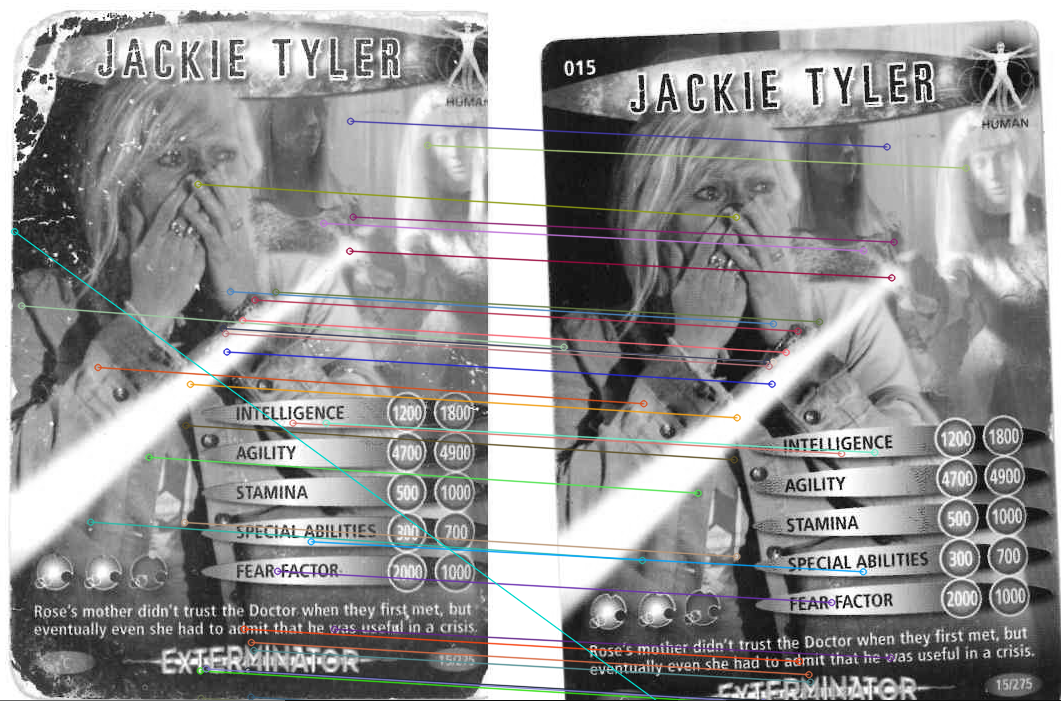 JACKIE TYLER
HUMAN
INTELLIGENCE 1200 1800
AGILITY 4700 4900
STAMINA 500 1000
SPECIAL ABILITIES 300 700
FEAR FACTOR 2000 1000
Rose's mother didn't trust the Doctor when they first met, but
eventually even she had to admit that he was useful in a crisis.
EXTERMINATOR
15/275
015
JACKIE TYLER
HUMAN
INTELLIGENCE 1200 1800
AGILITY 4700 4900
STAMINA 500 1000
SPECIAL ABILITIES 300 700
FEAR FACTOR 2000 1000
Rose's mother didn't trust the Doctor when they first met, but
eventually even she had to admit that he was useful in a crisis.
EXTERMINATOR
15/275